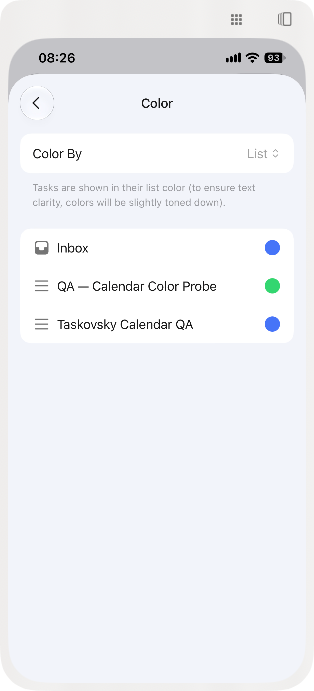 08:26
93
Color
Color By
List
Tasks are shown in their list color (to ensure text
clarity, colors will be slightly toned down).
Inbox
QA — Calendar Color Probe
Taskovsky Calendar QA